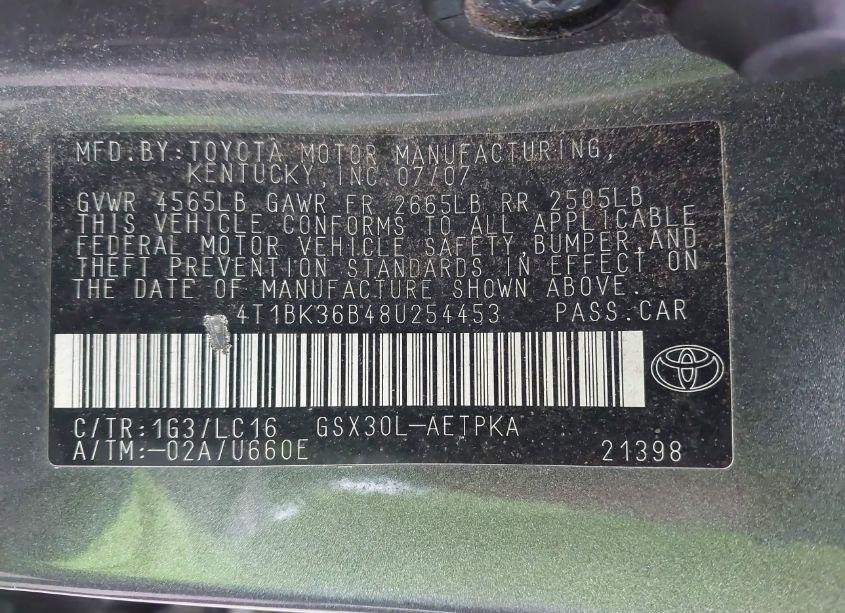 MFD.BY:TOYOTA MOTOR MANUFACTURING,
KENTUCKY,INC.07/07
GVWR 4565LB GAWR FR 2665LB RR 2505LB
THIS VEHICLE CONFORMS TO ALL APPLICABLE
FEDERAL MOTOR VEHICLE SAFETY,BUMPER,AND
THEFT PREVENTION STANDARDS IN EFFECT ON
THE DATE OF MANUFACTURE SHOWN ABOVE.
4T1BK36B48U254453 PASS.CAR
C/TR:1G3/LC16 GSX30L-AETPKA
A/TM:-02A/U660E 21398